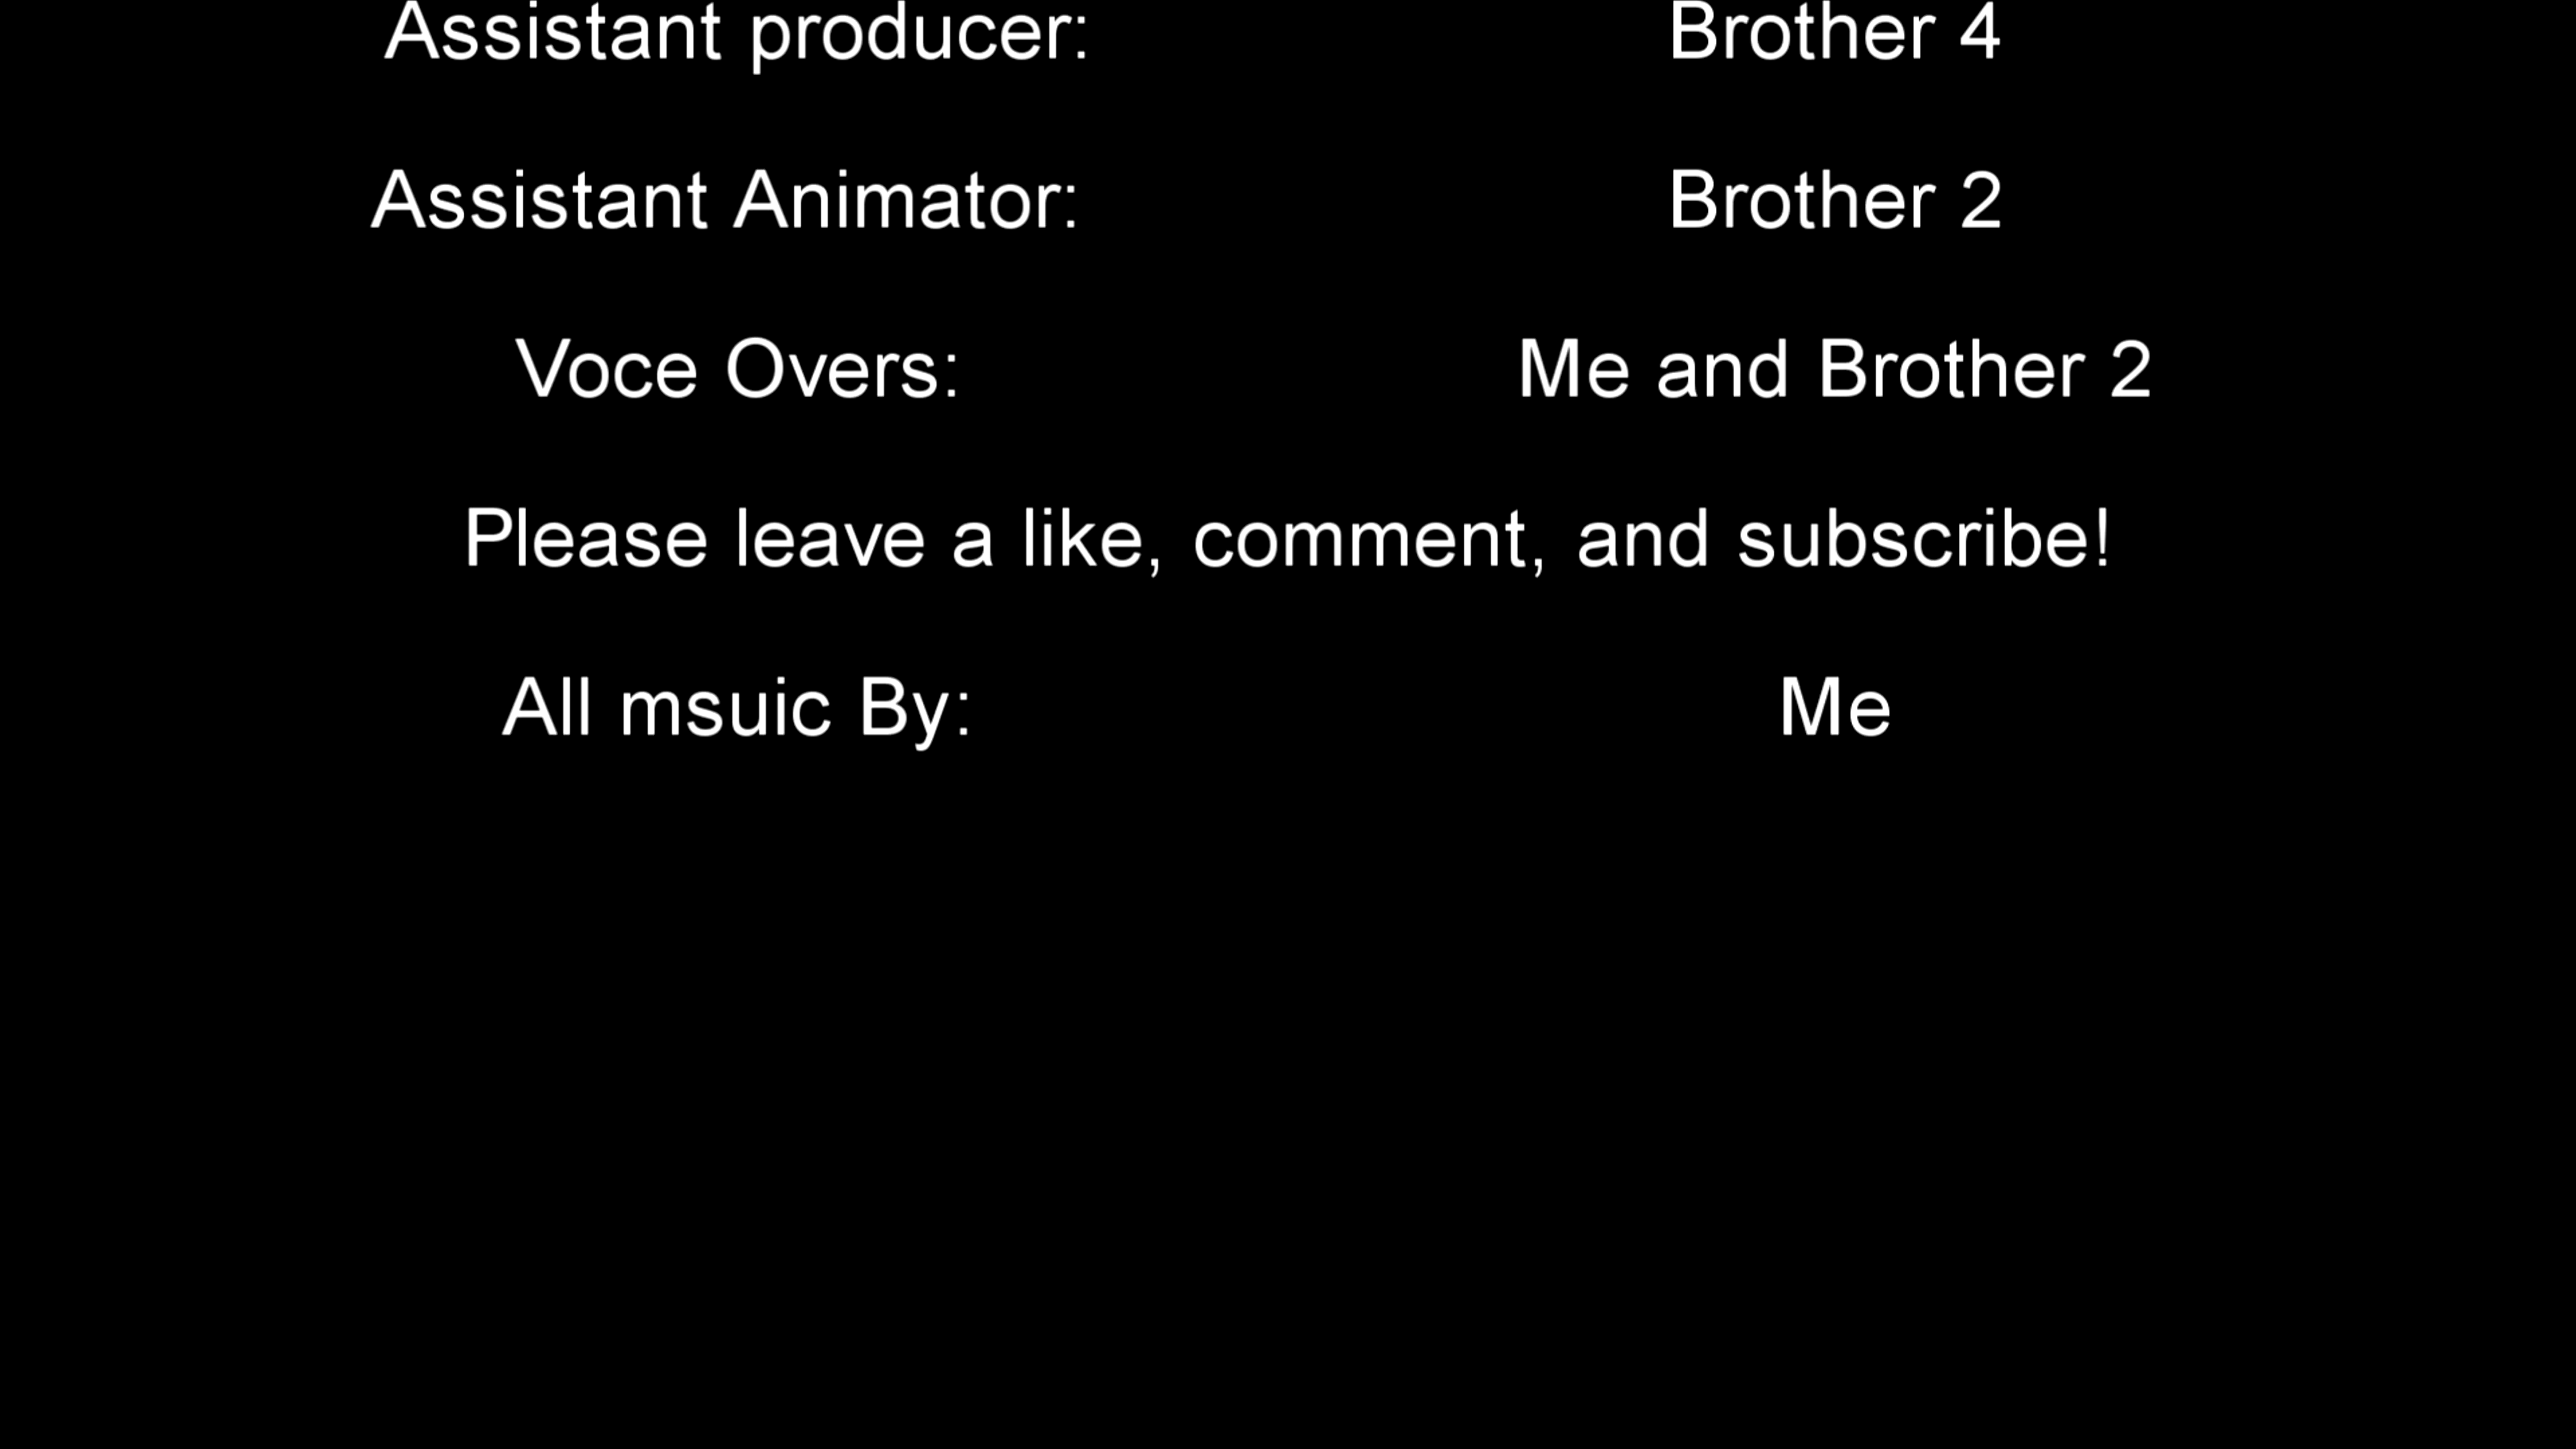 Assistant producer: Brother 4
Assistant Animator: Brother 2
Voce Overs: Me and Brother 2
Please leave a like, comment, and subscribe!
All msuic By: Me